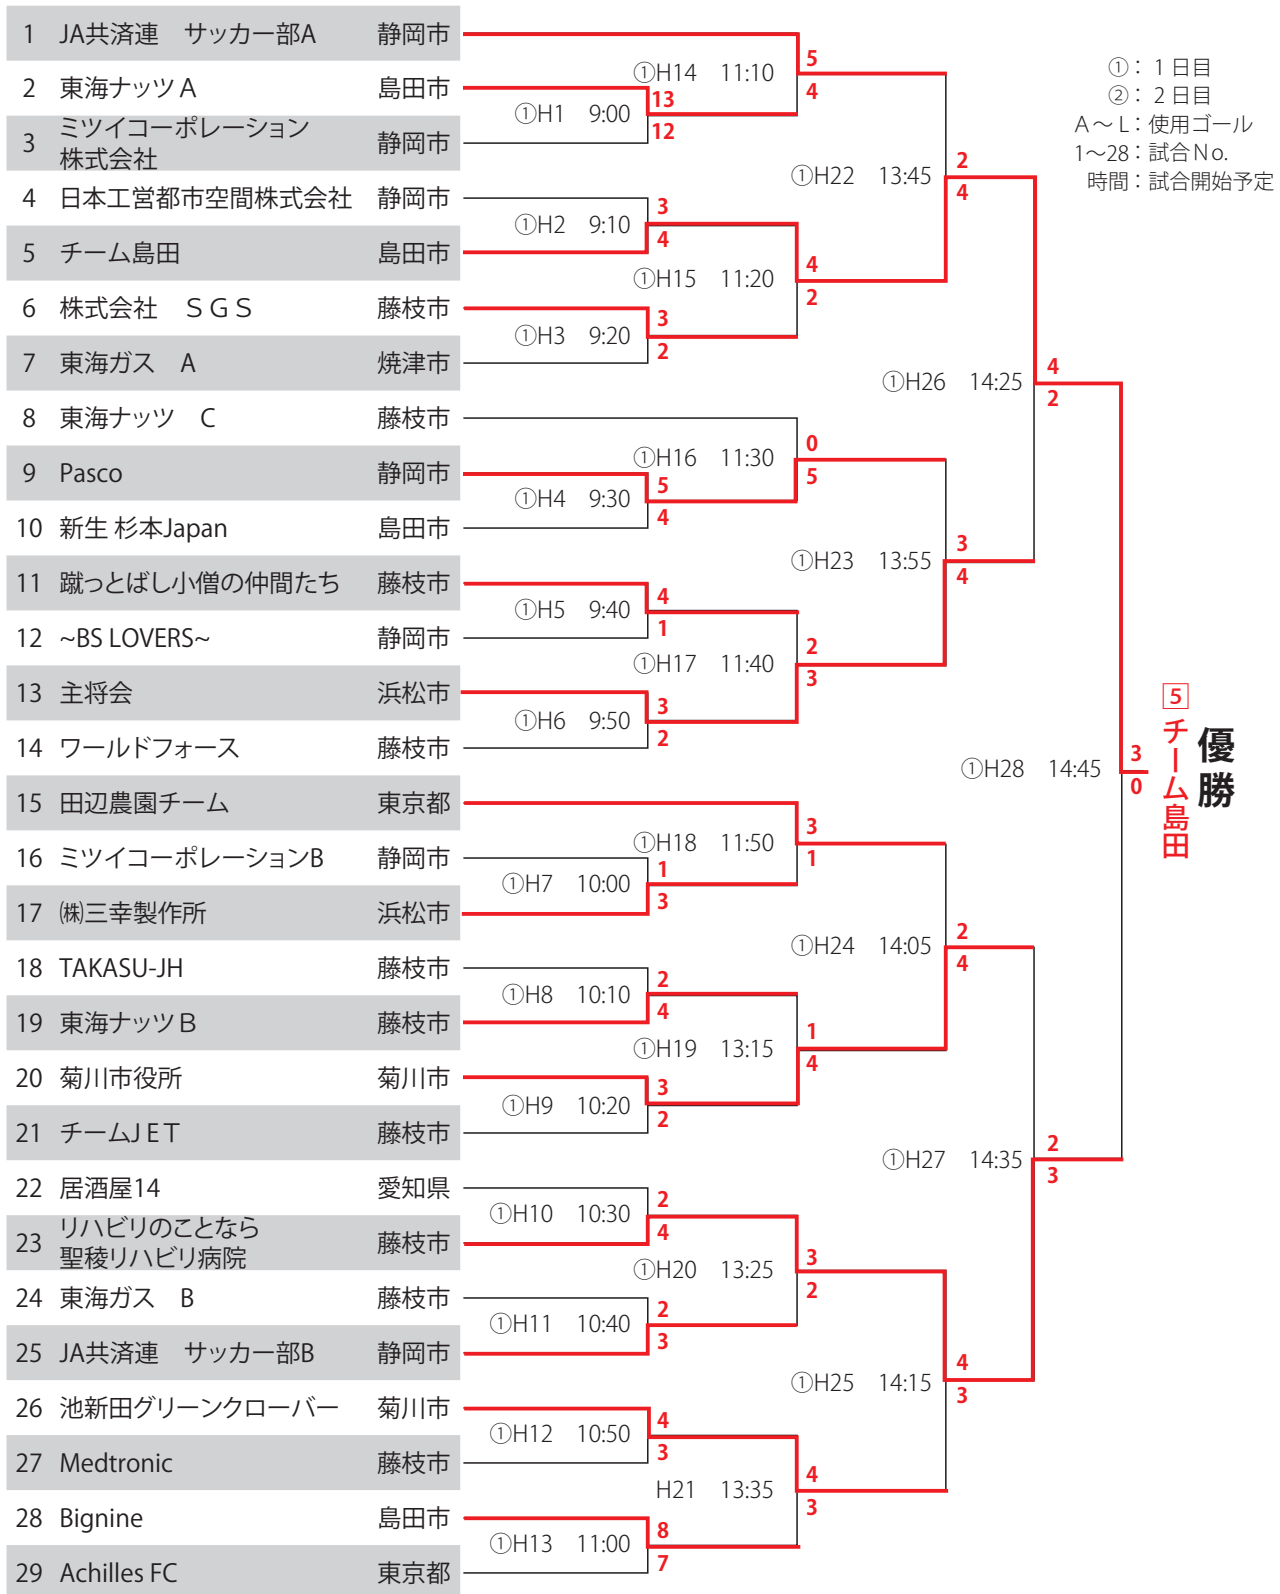 1 JA共済連　サッカー部A 静岡市
2 東海ナッツ A 島田市
3 ミツイコーポレーション
株式会社 静岡市
4 日本工営都市空間株式会社 静岡市
5 チーム島田 島田市
6 株式会社　ＳＧＳ 藤枝市
7 東海ガス　A 焼津市
8 東海ナッツ　C 藤枝市
9 Pasco 静岡市
10 新生 杉本Japan 島田市
11 蹴っとばし小僧の仲間たち 藤枝市
12 ~BS LOVERS~ 静岡市
13 主将会 浜松市
14 ワールドフォース 藤枝市
15 田辺農園チーム 東京都
16 ミツイコーポレーションB 静岡市
17 ㈱三幸製作所 浜松市
18 TAKASU-JH 藤枝市
19 東海ナッツＢ 藤枝市
20 菊川市役所 菊川市
21 チームJ E T 藤枝市
22 居酒屋14 愛知県
23 リハビリのことなら
聖稜リハビリ病院 藤枝市
24 東海ガス　B 藤枝市
25 JA共済連　サッカー部B 静岡市
26 池新田グリーンクローバー 菊川市
27 Medtronic 藤枝市
28 Bignine 島田市
29 Achilles FC 東京都
①H1 9:00
13
12
①H2 9:10
3
4
①H3 9:20
3
2
①H4 9:30
5
4
①H5 9:40
4
1
①H6 9:50
3
2
①H7 10:00
1
3
①H8 10:10
2
4
①H9 10:20
3
2
①H10 10:30
2
4
①H11 10:40
2
3
①H12 10:50
4
3
①H13 11:00
8
7
①H14 11:10
5
4
①H15 11:20
4
2
①H16 11:30
0
5
①H17 11:40
2
3
①H18 11:50
3
1
①H19 13:15
1
4
①H20 13:25
3
2
H21 13:35
4
3
①H22 13:45
2
4
①H23 13:55
3
4
①H24 14:05
2
4
①H25 14:15
4
3
①H26 14:25
4
2
①H27 14:35
2
3
①H28 14:45
3
0
5 チーム島田
優勝
①：1 日目
②：2 日目
A～L：使用ゴール
1～28：試合No.
時間：試合開始予定